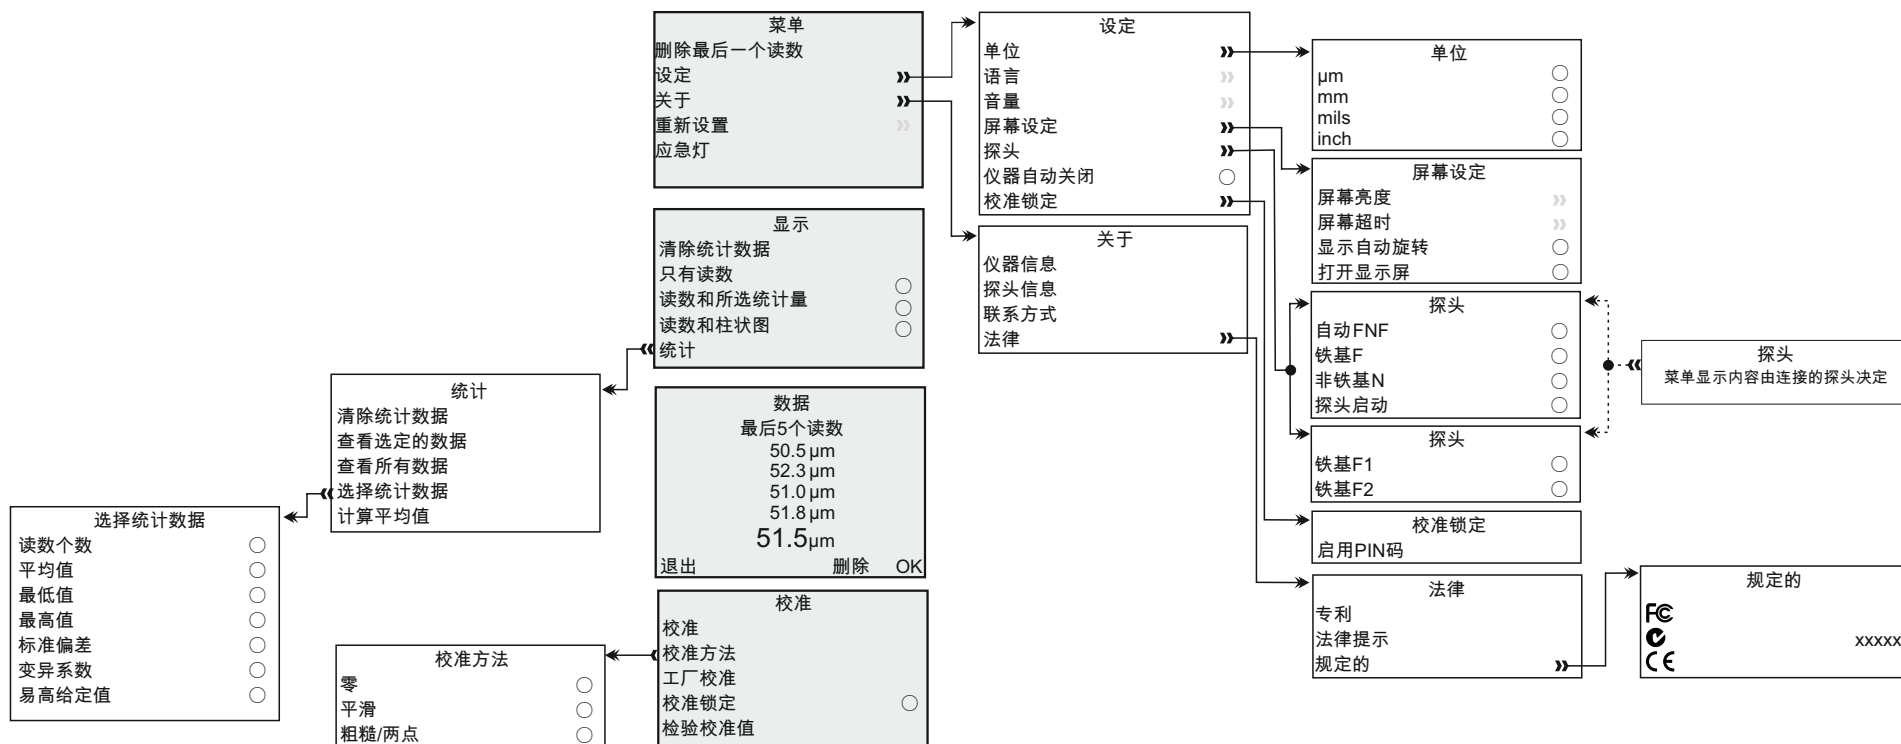 菜单
删除最后一个读数
设定
关于
重新设置
应急灯
设定
单位
语言
音量
屏幕设定
探头
仪器自动关闭
校准锁定
单位
µm
mm
mils
inch
屏幕设定
屏幕亮度
屏幕超时
显示自动旋转
打开显示屏
显示
清除统计数据
只有读数
读数和所选统计量
读数和柱状图
统计
关于
仪器信息
探头信息
联系方式
法律
探头
自动FNF
铁基F
非铁基N
探头启动
探头
菜单显示内容由连接的探头决定
统计
清除统计数据
查看选定的数据
查看所有数据
选择统计数据
计算平均值
数据
最后5个读数
50.5 µm
52.3 µm
51.0 µm
51.8 µm
51.5µm
退出 删除 OK
探头
铁基F1
铁基F2
校准锁定
启用PIN码
选择统计数据
读数个数
平均值
最低值
最高值
标准偏差
变异系数
易高给定值
校准方法
零
平滑
粗糙/两点
校准
校准
校准方法
工厂校准
校准锁定
检验校准值
法律
专利
法律提示
规定的
规定的
FC
xxxxx
CE